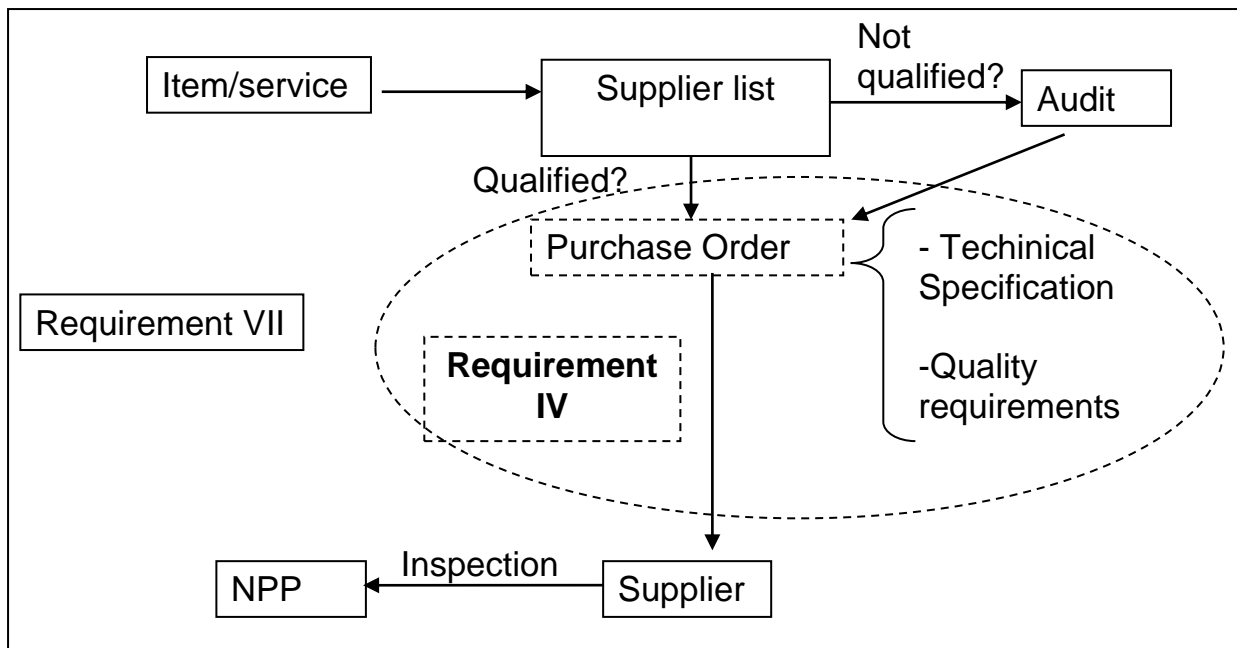 Item/service
Supplier list
Not
qualified?
Audit
Qualified?
Purchase Order
- Techinical
Specification
-Quality
requirements
Requirement VII
Requirement
IV
NPP
Inspection
Supplier